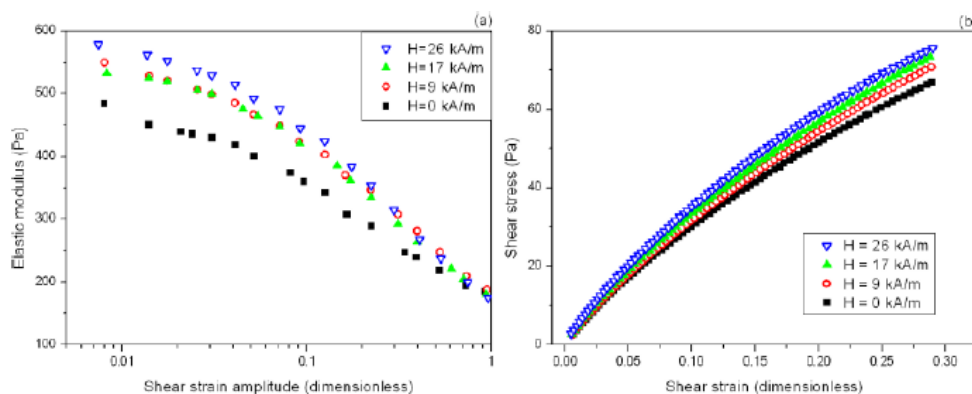 (a)
600
500
400
300
200
100
Elastic modulus (Pa)
H=26 kA/m
H=17 kA/m
H=9 kA/m
H=0 kA/m
0.01
0.1
1
Shear strain amplitude (dimensionless)
(b
80
60
40
20
0
Shear stress (Pa)
H = 26 kA/m
H = 17 kA/m
H = 9 kA/m
H = 0 kA/m
0.00
0.05
0.10
0.15
0.20
0.25
0.30
Shear strain (dimensionless)